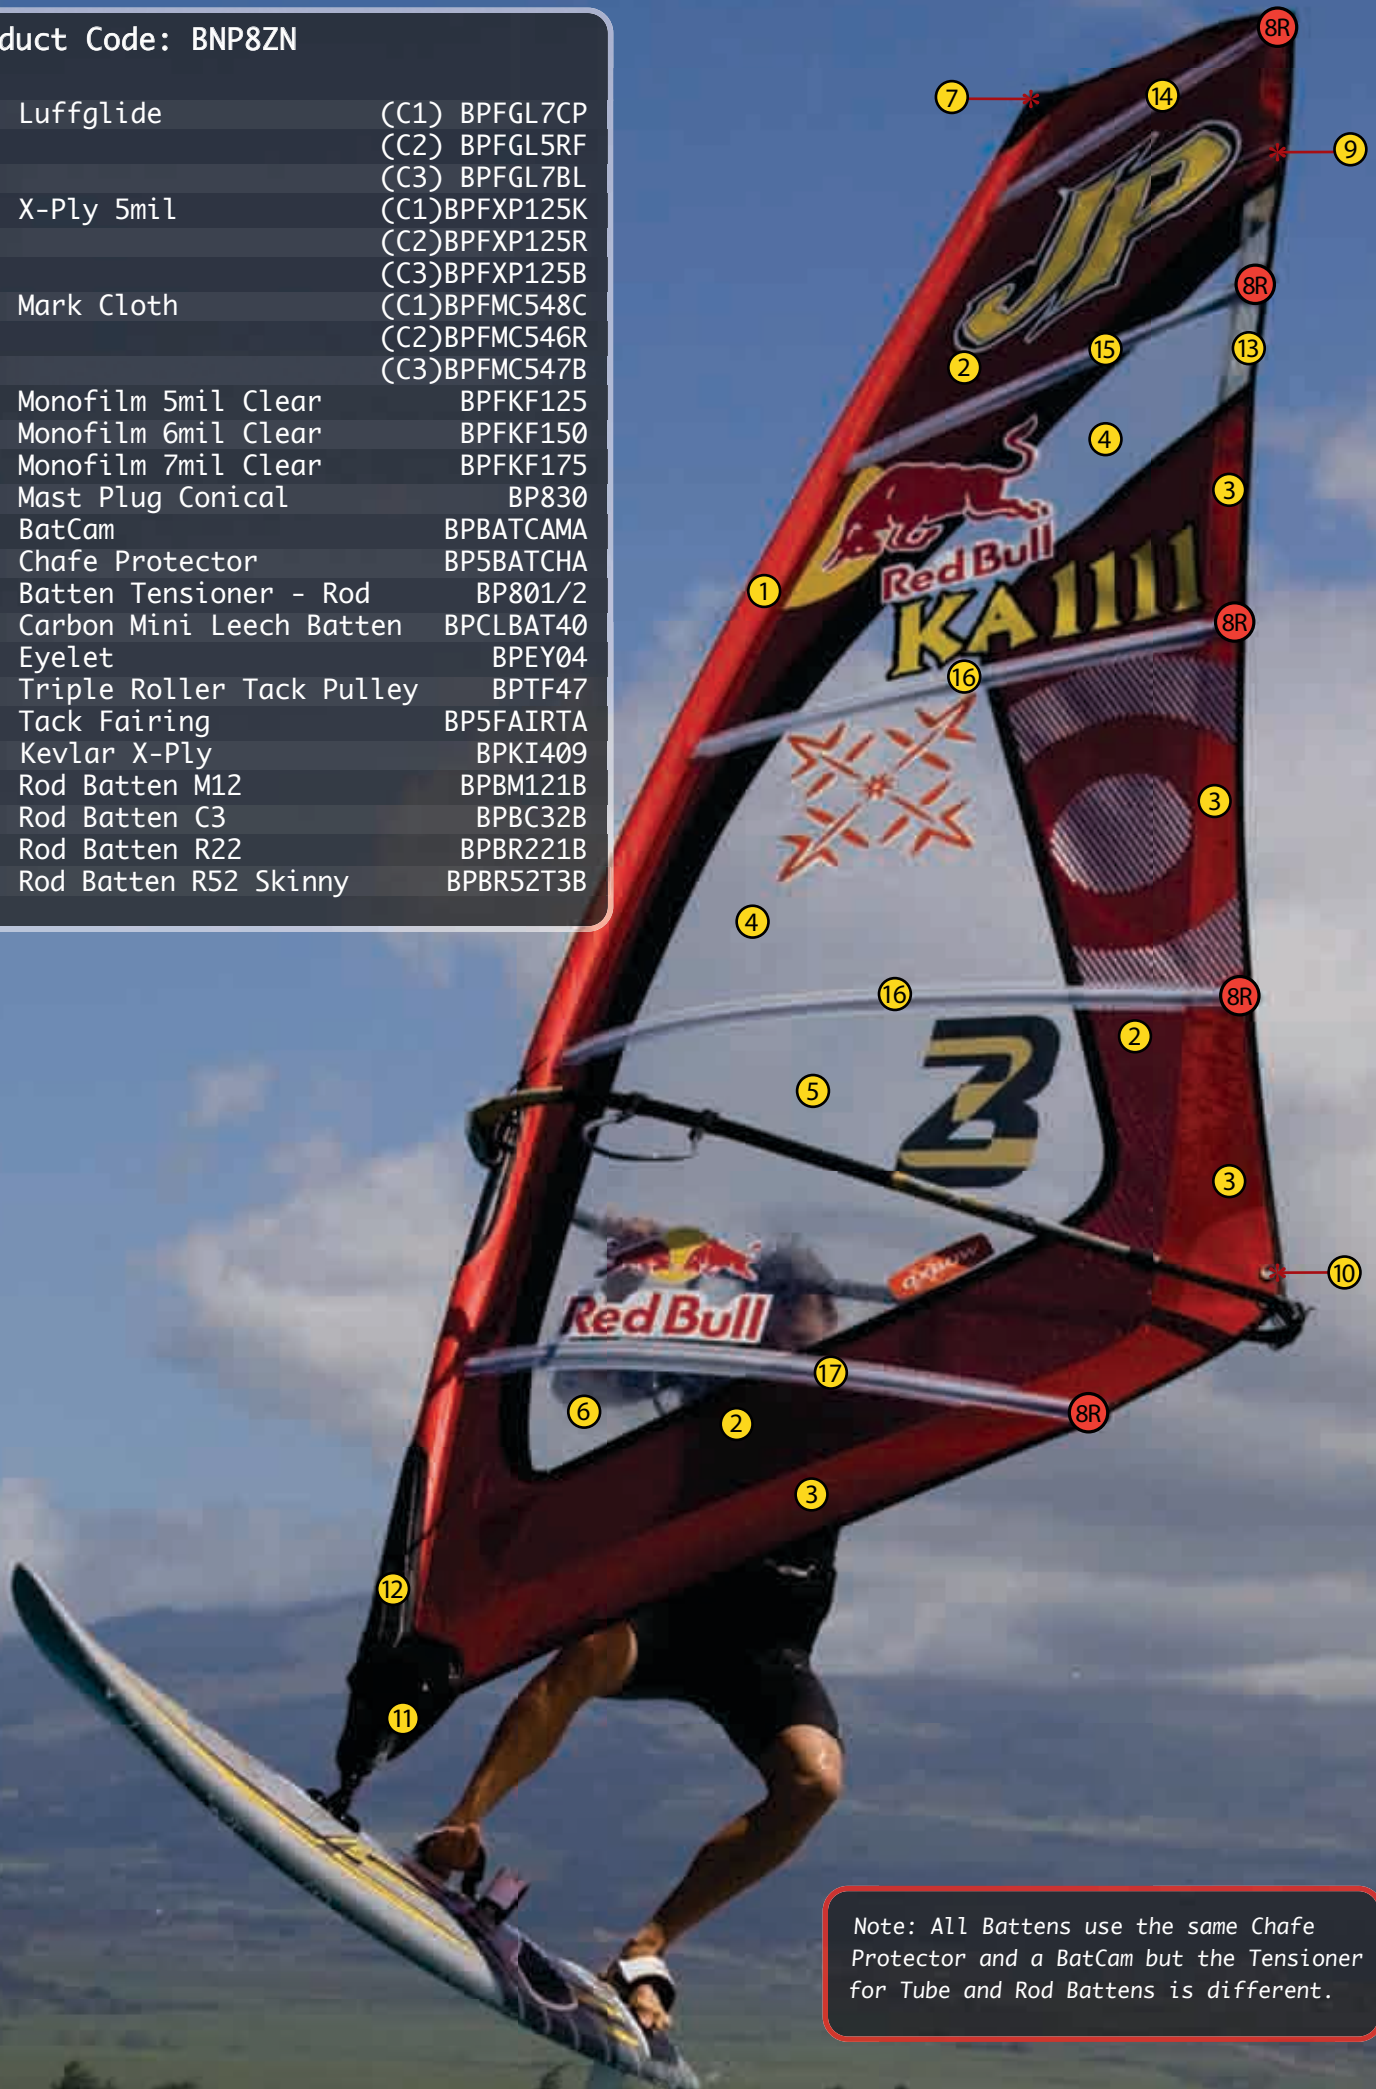 duct Code: BNP8ZN
Luffglide (C1) BPFGL7CP
(C2) BPFGL5RF
(C3) BPFGL7BL
X-Ply 5mil (C1)BPFXP125K
(C2)BPFXP125R
(C3)BPFXP125B
Mark Cloth (C1)BPFMC548C
(C2)BPFMC546R
(C3)BPFMC547B
Monofilm 5mil Clear BPFKF125
Monofilm 6mil Clear BPFKF150
Monofilm 7mil Clear BPFKF175
Mast Plug Conical BP830
BatCam BPBATCAMA
Chafe Protector BP5BATCHA
Batten Tensioner - Rod BP801/2
Carbon Mini Leech Batten BPCLBAT40
Eyelet BPEY04
Triple Roller Tack Pulley BPTF47
Tack Fairing BP5FAIRTA
Kevlar X-Ply BPKI409
Rod Batten M12 BPBM121B
Rod Batten C3 BPBC32B
Rod Batten R22 BPBR221B
Rod Batten R52 Skinny BPBR52T3B
8R
7
14
9
JP
8R
15
13
2
4
3
Red Bull
1
KA1111
8R
16
3
4
16
8R
2
3
5
3
10
oxbow
Red Bull
17
6
2
8R
3
12
11
Note: All Battens use the same Chafe
Protector and a BatCam but the Tensioner
for Tube and Rod Battens is different.